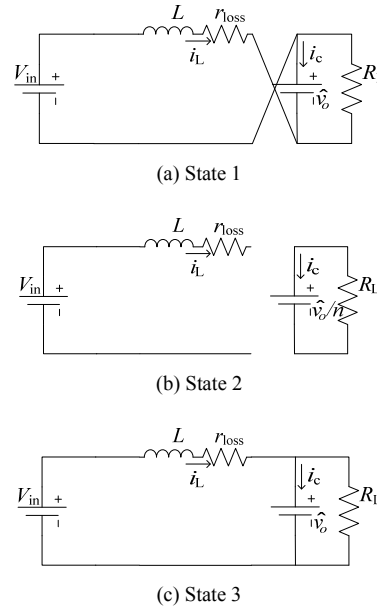 L r_loss
V_in + i_L i_c + v̂_o R
(a) State 1
L r_loss
V_in + i_L i_c + v̂_o/n R_L
(b) State 2
L r_loss
V_in + i_L i_c + v̂_o R_L
(c) State 3